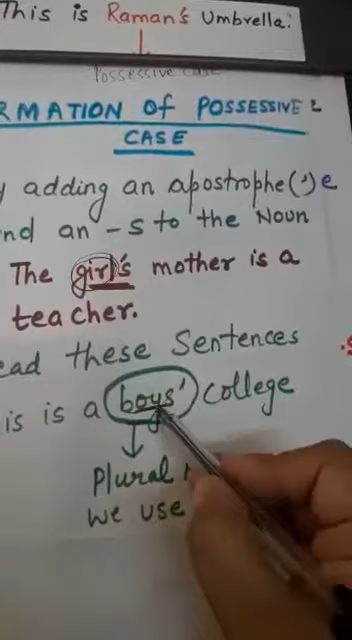 This is Raman's Umbrella.
Possessive Case
RMATION of POSSESSIVE
CASE
y adding an apostrophe(') e
nd an -s to the Noun
The girl's mother is a
teacher.
ead these Sentences
is is a boys' college
Plural
we use